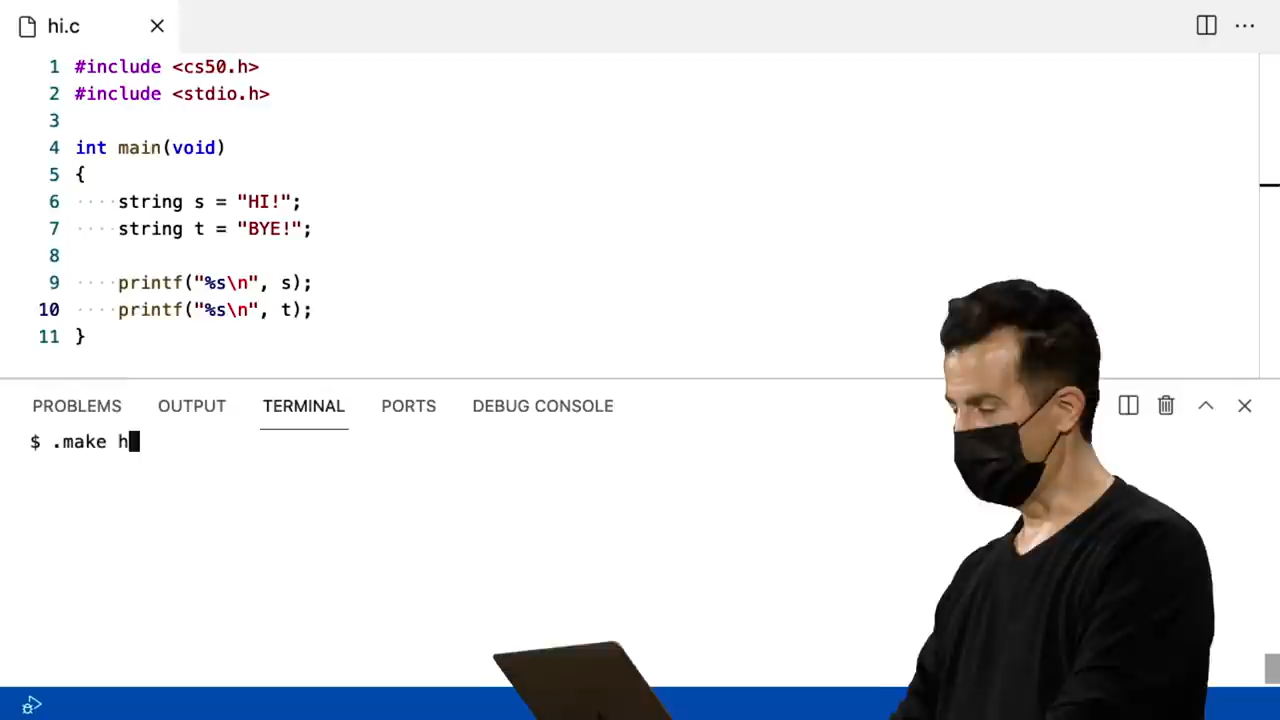 hi.c
1 #include <cs50.h>
2 #include <stdio.h>
3
4 int main(void)
5 {
6 ····string s = "HI!";
7 ····string t = "BYE!";
8
9 ····printf("%s\n", s);
10 ····printf("%s\n", t);
11 }
PROBLEMS OUTPUT TERMINAL PORTS DEBUG CONSOLE
$ .make h